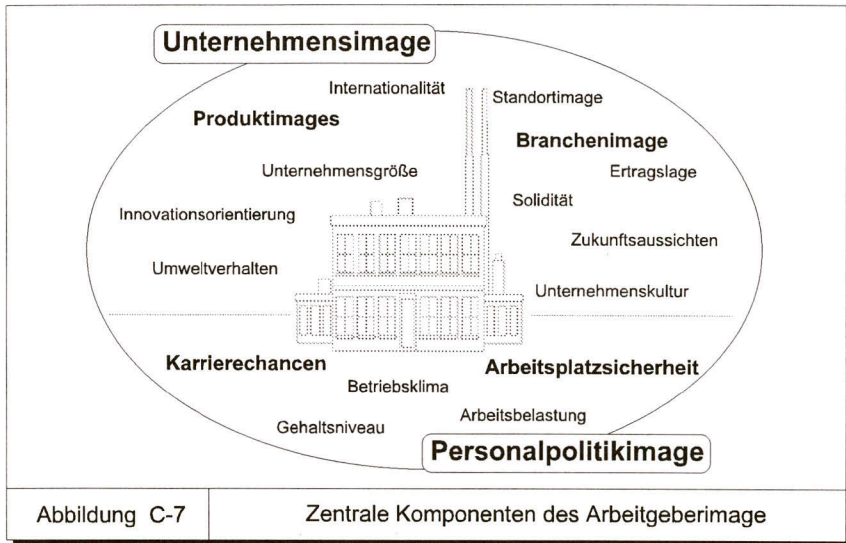 Unternehmensimage
Internationalität
Standortimage
Produktimages
Branchenimage
Unternehmensgröße
Ertragslage
Solidität
Innovationsorientierung
Zukunftsaussichten
Umweltverhalten
Unternehmenskultur
Karrierechancen
Arbeitsplatzsicherheit
Betriebsklima
Gehaltsniveau
Arbeitsbelastung
Personalpolitikimage
Abbildung C-7
Zentrale Komponenten des Arbeitgeberimage